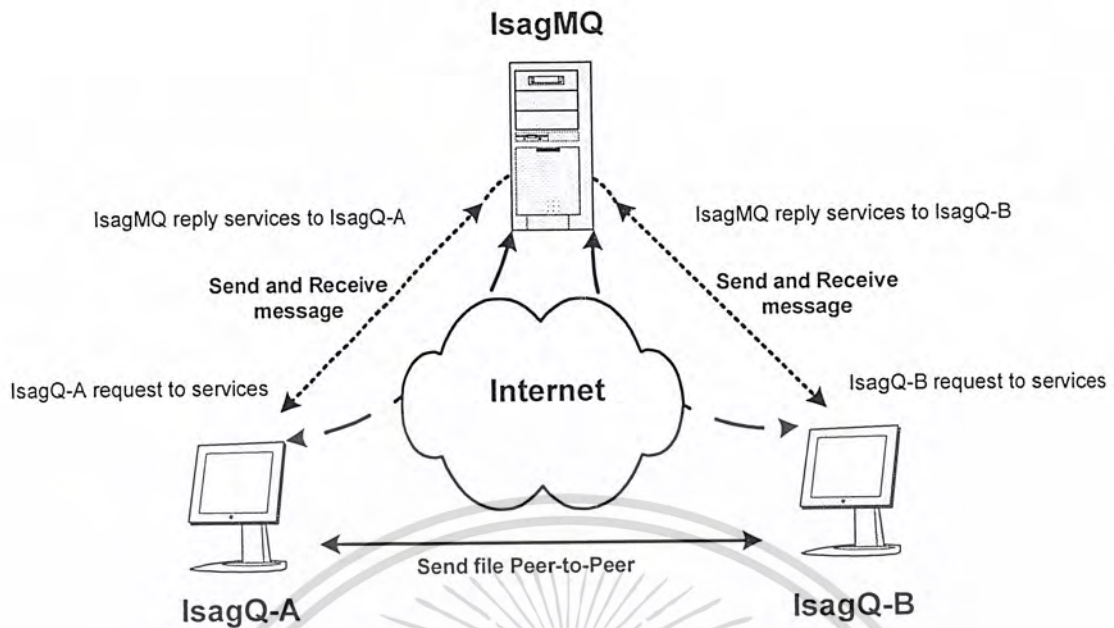 IsagMQ
IsagMQ reply services to IsagQ-A
IsagMQ reply services to IsagQ-B
Send and Receive
message
Send and Receive
message
IsagQ-A request to services
Internet
IsagQ-B request to services
Send file Peer-to-Peer
IsagQ-A
IsagQ-B